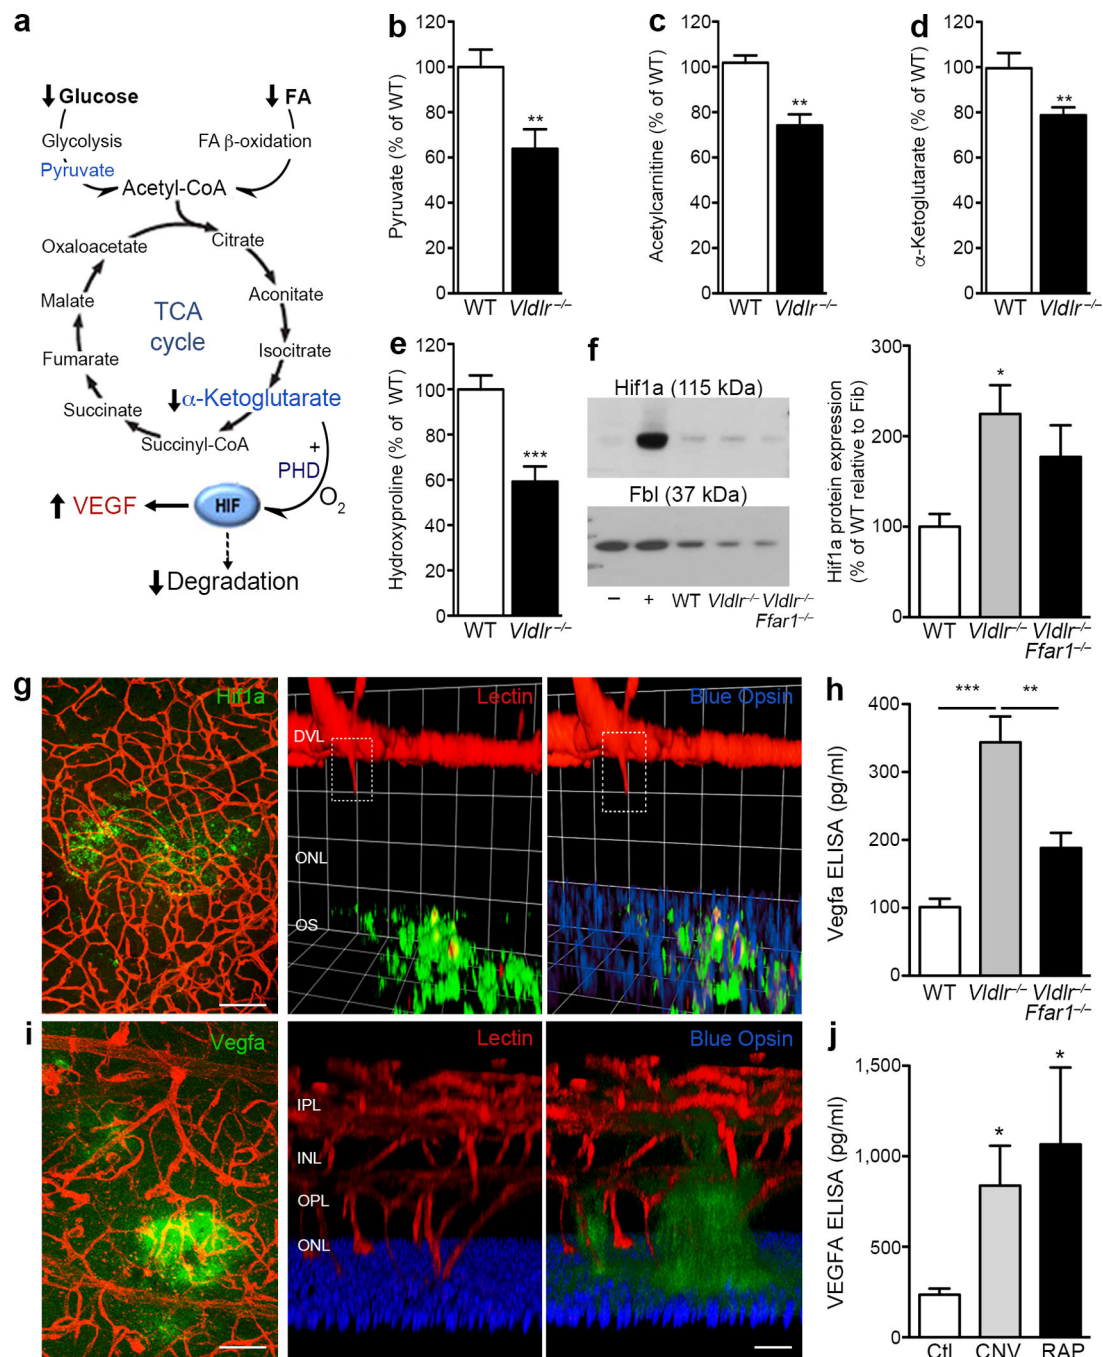 a
↓Glucose
↓FA
Glycolysis
FA β-oxidation
Pyruvate
Acetyl-CoA
Oxaloacetate
Citrate
Malate
Aconitate
TCA
cycle
Fumarate
Isocitrate
Succinate
↓α-Ketoglutarate
Succinyl-CoA
+
PHD
O2
↑ VEGF
HIF
↓Degradation
b
Pyruvate (% of WT)
120
100
80
60
40
20
0
**
WT
Vldlr–/–
c
Acetylcarnitine (% of WT)
120
100
80
60
40
20
0
**
WT
Vldlr–/–
d
α-Ketoglutarate (% of WT)
120
100
80
60
40
20
0
**
WT
Vldlr–/–
e
Hydroxyproline (% of WT)
120
100
80
60
40
20
0
***
WT
Vldlr–/–
f
Hif1a (115 kDa)
Fbl (37 kDa)
–
+
WT
Vldlr–/–
Vldlr–/–
Ffar1–/–
Hif1a protein expression
(% of WT relative to Fib)
300
200
100
0
*
WT
Vldlr–/–
Vldlr–/–
Ffar1–/–
g
Hif1a
Lectin
DVL
ONL
OS
Blue Opsin
h
Vegfa ELISA (pg/ml)
400
300
200
100
0
***
**
WT
Vldlr–/–
Vldlr–/–
Ffar1–/–
i
Vegfa
Lectin
IPL
INL
OPL
ONL
Blue Opsin
j
VEGFA ELISA (pg/ml)
1,500
1,000
500
0
*
*
Ctl
CNV
RAP